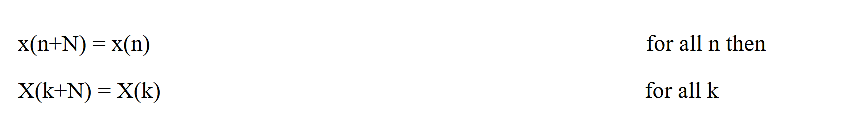 x(n+N) = x(n) for all n then
X(k+N) = X(k) for all k